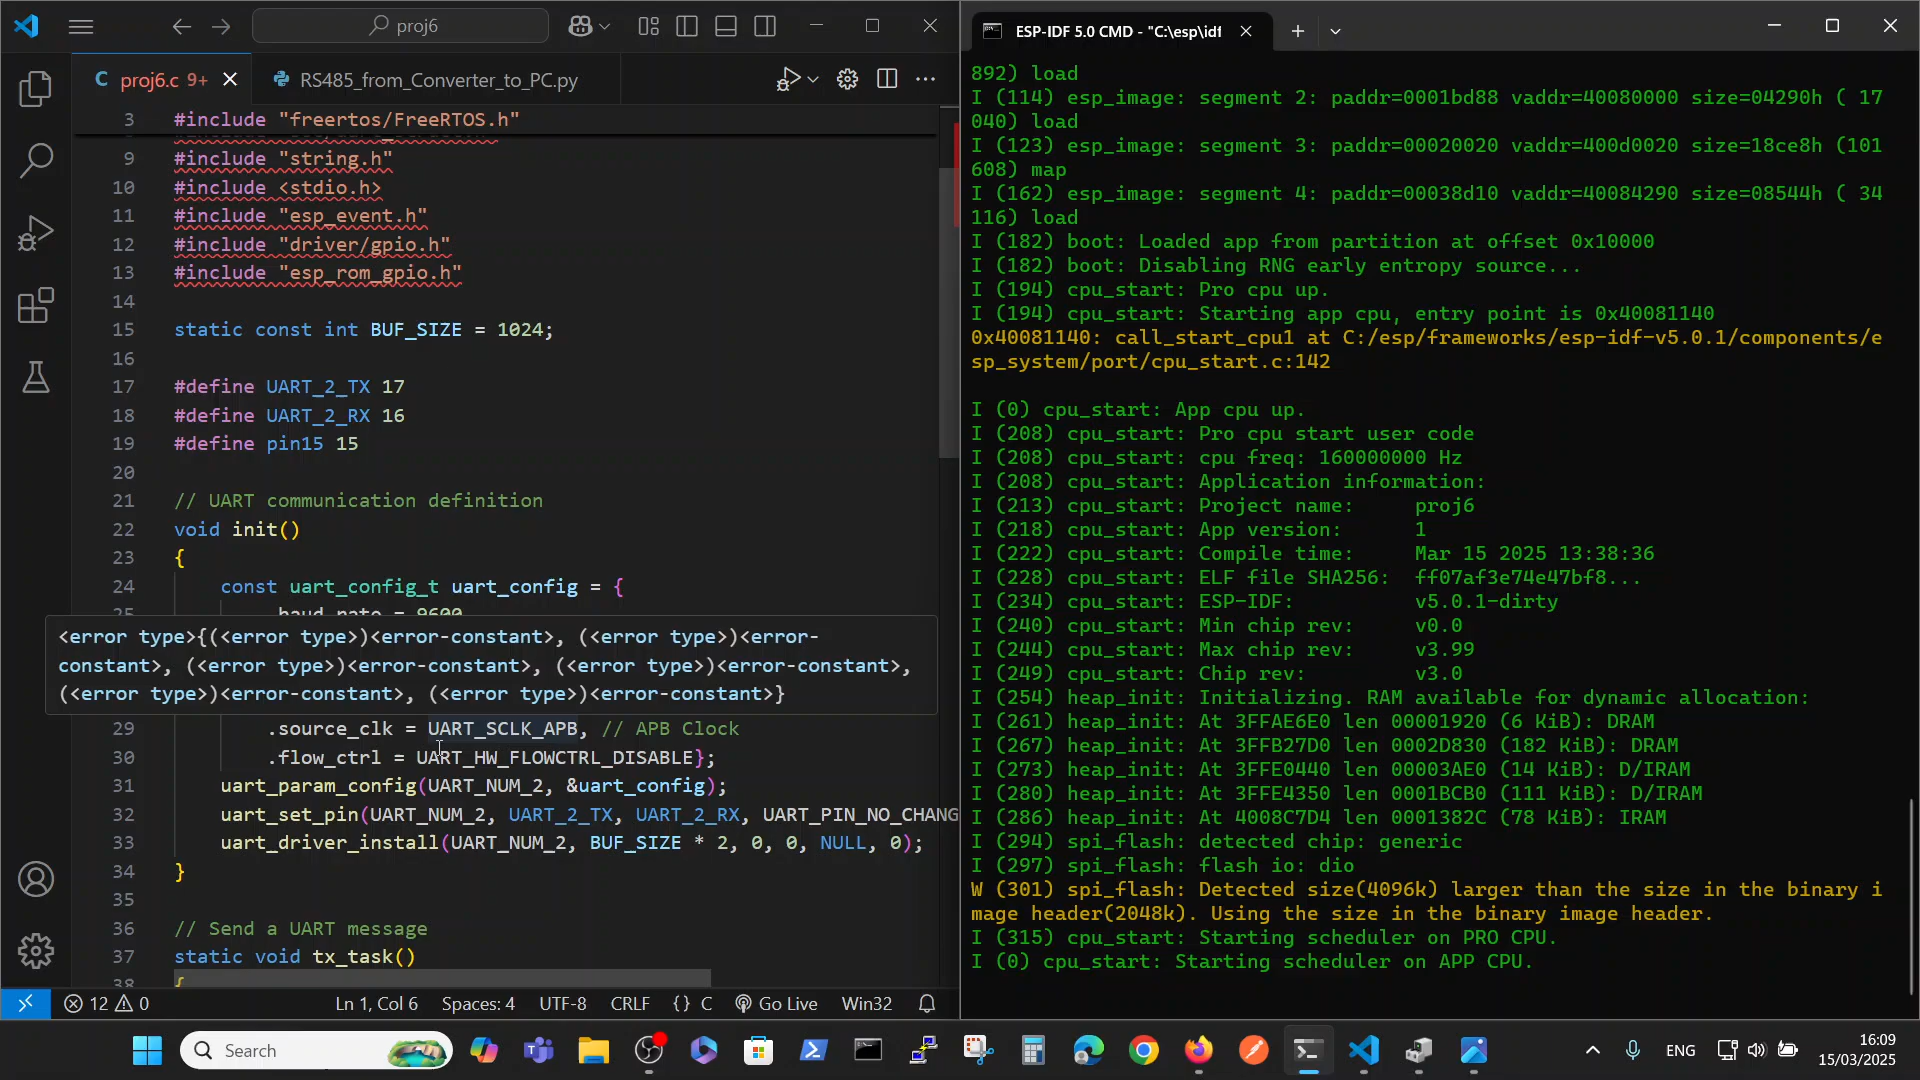 proj6
proj6.c 9+
RS485_from_Converter_to_PC.py
3 #include "freertos/FreeRTOS.h"
9 #include "string.h"
10 #include <stdio.h>
11 #include "esp_event.h"
12 #include "driver/gpio.h"
13 #include "esp_rom_gpio.h"
14
15 static const int BUF_SIZE = 1024;
16
17 #define UART_2_TX 17
18 #define UART_2_RX 16
19 #define pin15 15
20
21 // UART communication definition
22 void init()
23 {
24 const uart_config_t uart_config = {
<error type>{(<error type>)<error-constant>, (<error type>)<error-
constant>, (<error type>)<error-constant>, (<error type>)<error-constant>,
(<error type>)<error-constant>, (<error type>)<error-constant>}
29 .source_clk = UART_SCLK_APB, // APB Clock
30 .flow_ctrl = UART_HW_FLOWCTRL_DISABLE};
31 uart_param_config(UART_NUM_2, &uart_config);
32 uart_set_pin(UART_NUM_2, UART_2_TX, UART_2_RX, UART_PIN_NO_CHANG
33 uart_driver_install(UART_NUM_2, BUF_SIZE * 2, 0, 0, NULL, 0);
34 }
35
36 // Send a UART message
37 static void tx_task()
38 {
12 0 Ln 1, Col 6 Spaces: 4 UTF-8 CRLF {} C Go Live Win32
ESP-IDF 5.0 CMD - "C:\esp\idf
892) load
I (114) esp_image: segment 2: paddr=0001bd88 vaddr=40080000 size=04290h ( 17
040) load
I (123) esp_image: segment 3: paddr=00020020 vaddr=400d0020 size=18ce8h (101
608) map
I (162) esp_image: segment 4: paddr=00038d10 vaddr=40084290 size=08544h ( 34
116) load
I (182) boot: Loaded app from partition at offset 0x10000
I (182) boot: Disabling RNG early entropy source...
I (194) cpu_start: Pro cpu up.
I (194) cpu_start: Starting app cpu, entry point is 0x40081140
0x40081140: call_start_cpu1 at C:/esp/frameworks/esp-idf-v5.0.1/components/e
sp_system/port/cpu_start.c:142
I (0) cpu_start: App cpu up.
I (208) cpu_start: Pro cpu start user code
I (208) cpu_start: cpu freq: 160000000 Hz
I (208) cpu_start: Application information:
I (213) cpu_start: Project name: proj6
I (218) cpu_start: App version: 1
I (222) cpu_start: Compile time: Mar 15 2025 13:38:36
I (228) cpu_start: ELF file SHA256: ff07af3e74e47bf8...
I (234) cpu_start: ESP-IDF: v5.0.1-dirty
I (240) cpu_start: Min chip rev: v0.0
I (244) cpu_start: Max chip rev: v3.99
I (249) cpu_start: Chip rev: v3.0
I (254) heap_init: Initializing. RAM available for dynamic allocation:
I (261) heap_init: At 3FFAE6E0 len 00001920 (6 KiB): DRAM
I (267) heap_init: At 3FFB27D0 len 0002D830 (182 KiB): DRAM
I (273) heap_init: At 3FFE0440 len 00003AE0 (14 KiB): D/IRAM
I (280) heap_init: At 3FFE4350 len 0001BCB0 (111 KiB): D/IRAM
I (286) heap_init: At 4008C7D4 len 0001382C (78 KiB): IRAM
I (294) spi_flash: detected chip: generic
I (297) spi_flash: flash io: dio
W (301) spi_flash: Detected size(4096k) larger than the size in the binary i
mage header(2048k). Using the size in the binary image header.
I (315) cpu_start: Starting scheduler on PRO CPU.
I (0) cpu_start: Starting scheduler on APP CPU.
Search
ENG
16:09
15/03/2025